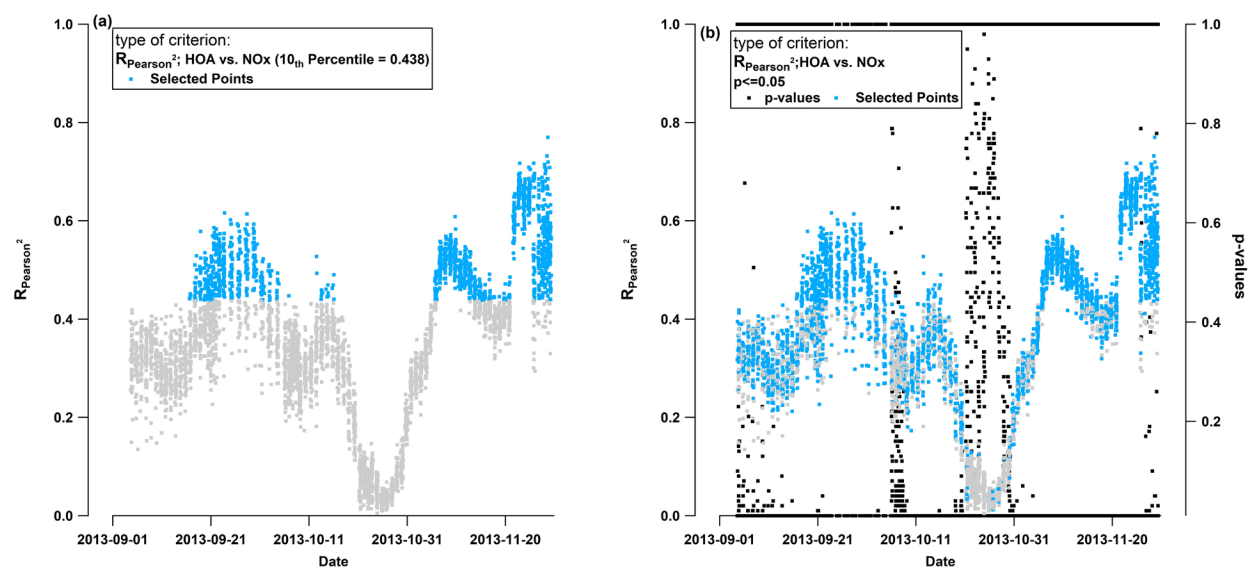 (a)
type of criterion:
R_Pearson²; HOA vs. NOx (10th Percentile = 0.438)
Selected Points
1.0
0.8
0.6
0.4
0.2
0.0
R_Pearson²
2013-09-01 2013-09-21 2013-10-11 2013-10-31 2013-11-20
Date
(b)
type of criterion:
R_Pearson²;HOA vs. NOx
p<=0.05
p-values Selected Points
1.0
0.8
0.6
0.4
0.2
0.0
R_Pearson²
1.0
0.8
0.6
0.4
0.2
p-values
2013-09-01 2013-09-21 2013-10-11 2013-10-31 2013-11-20
Date